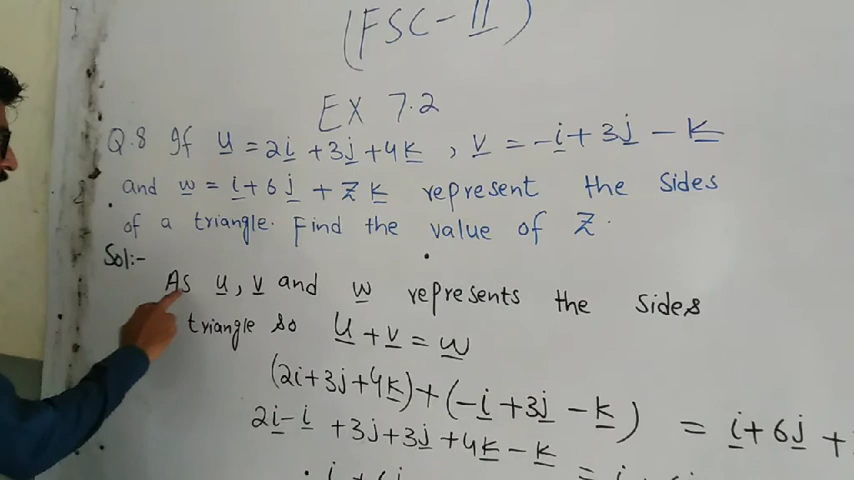 (FSC-II)
EX 7.2
Q.8 If u = 2i + 3j + 4k , v = -i + 3j - k
and w = i + 6j + z k represent the sides
of a triangle. Find the value of z.
Sol:-
As u, v and w represents the sides
triangle so u + v = w
(2i+3j+4k)+(-i+3j-k) = i+6j+
2i-i+3j+3j+4k-k